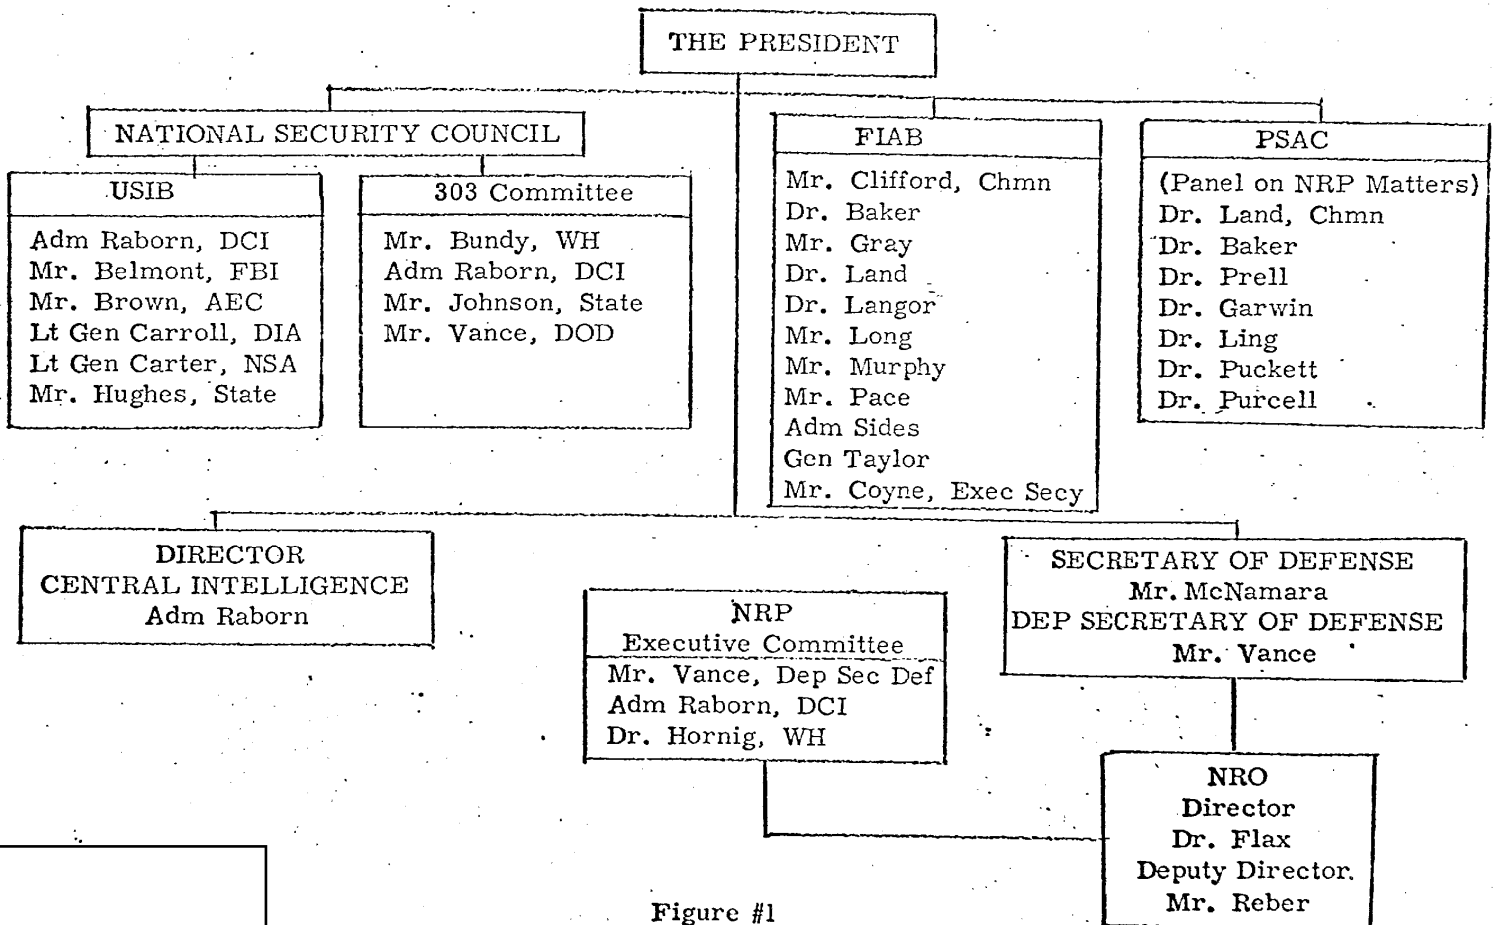 THE PRESIDENT
NATIONAL SECURITY COUNCIL
USIB
Adm Raborn, DCI
Mr. Belmont, FBI
Mr. Brown, AEC
Lt Gen Carroll, DIA
Lt Gen Carter, NSA
Mr. Hughes, State
303 Committee
Mr. Bundy, WH
Adm Raborn, DCI
Mr. Johnson, State
Mr. Vance, DOD
FIAB
Mr. Clifford, Chmn
Dr. Baker
Mr. Gray
Dr. Land
Dr. Langor
Mr. Long
Mr. Murphy
Mr. Pace
Adm Sides
Gen Taylor
Mr. Coyne, Exec Secy
PSAC
(Panel on NRP Matters)
Dr. Land, Chmn
Dr. Baker
Dr. Prell
Dr. Garwin
Dr. Ling
Dr. Puckett
Dr. Purcell
DIRECTOR
CENTRAL INTELLIGENCE
Adm Raborn
NRP
Executive Committee
Mr. Vance, Dep Sec Def
Adm Raborn, DCI
Dr. Hornig, WH
SECRETARY OF DEFENSE
Mr. McNamara
DEP SECRETARY OF DEFENSE
Mr. Vance
NRO
Director
Dr. Flax
Deputy Director.
Mr. Reber
Figure #1